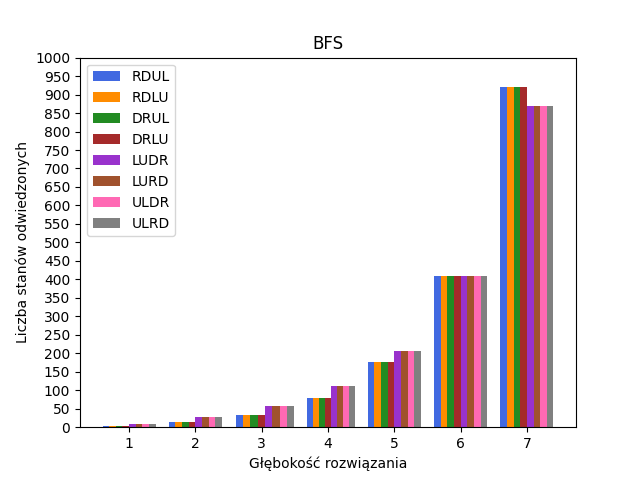 BFS
1000
950
900
850
800
750
700
650
600
550
500
450
400
350
300
250
200
150
100
50
0
Liczba stanów odwiedzonych
RDUL
RDLU
DRUL
DRLU
LUDR
LURD
ULDR
ULRD
1 2 3 4 5 6 7
Głębokość rozwiązania